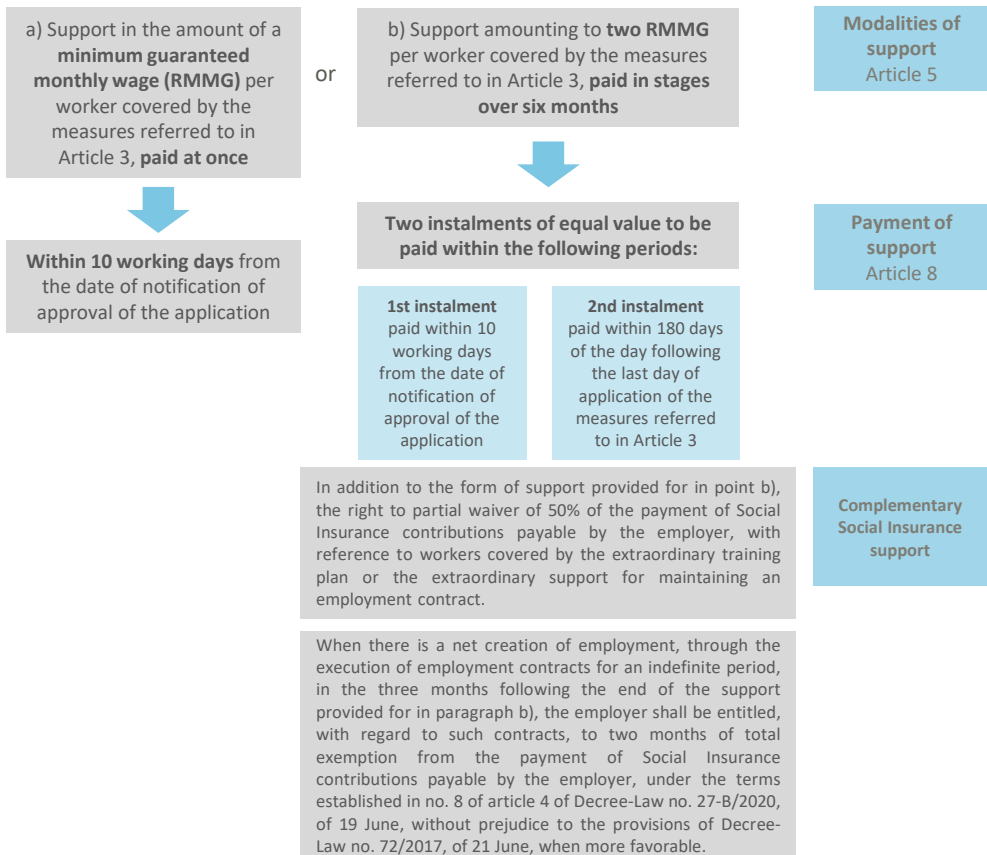 a) Support in the amount of a
minimum guaranteed
monthly wage (RMMG) per
worker covered by the
measures referred to in
Article 3, paid at once
or
b) Support amounting to two RMMG
per worker covered by the measures
referred to in Article 3, paid in stages
over six months
Modalities of
support
Article 5
Within 10 working days from
the date of notification of
approval of the application
Two instalments of equal value to be
paid within the following periods:
Payment of
support
Article 8
1st instalment
paid within 10
working days
from the date of
notification of
approval of the
application
2nd instalment
paid within 180 days
of the day following
the last day of
application of the
measures referred
to in Article 3
In addition to the form of support provided for in point b),
the right to partial waiver of 50% of the payment of Social
Insurance contributions payable by the employer, with
reference to workers covered by the extraordinary training
plan or the extraordinary support for maintaining an
employment contract.
Complementary
Social Insurance
support
When there is a net creation of employment, through the
execution of employment contracts for an indefinite period,
in the three months following the end of the support
provided for in paragraph b), the employer shall be entitled,
with regard to such contracts, to two months of total
exemption from the payment of Social Insurance
contributions payable by the employer, under the terms
established in no. 8 of article 4 of Decree-Law no. 27-B/2020,
of 19 June, without prejudice to the provisions of Decree-
Law no. 72/2017, of 21 June, when more favorable.